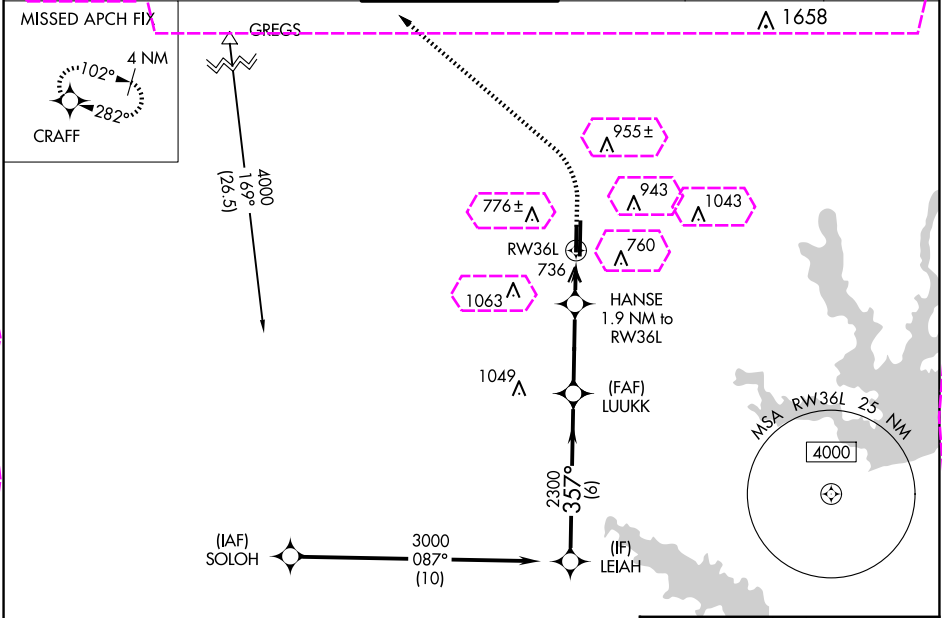 MISSED APCH FIX
4 NM
102°
282°
CRAFF
GREGS
4000
169°
(26.5)
1658
955±
943
1043
776±
RW36L
760
736
1063
HANSE
1.9 NM to
RW36L
1049
(FAF)
LUUKK
MSA RW36L 25 NM
4000
2300
357°
(6)
(IAF)
SOLOH
3000
087°
(10)
(IF)
LEIAH